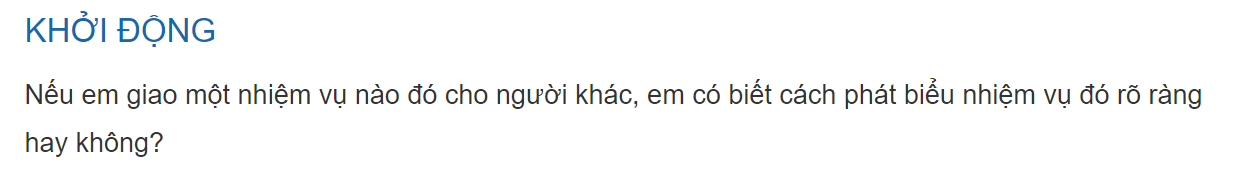 KHỞI ĐỘNG
Nếu em giao một nhiệm vụ nào đó cho người khác, em có biết cách phát biểu nhiệm vụ đó rõ ràng
hay không?